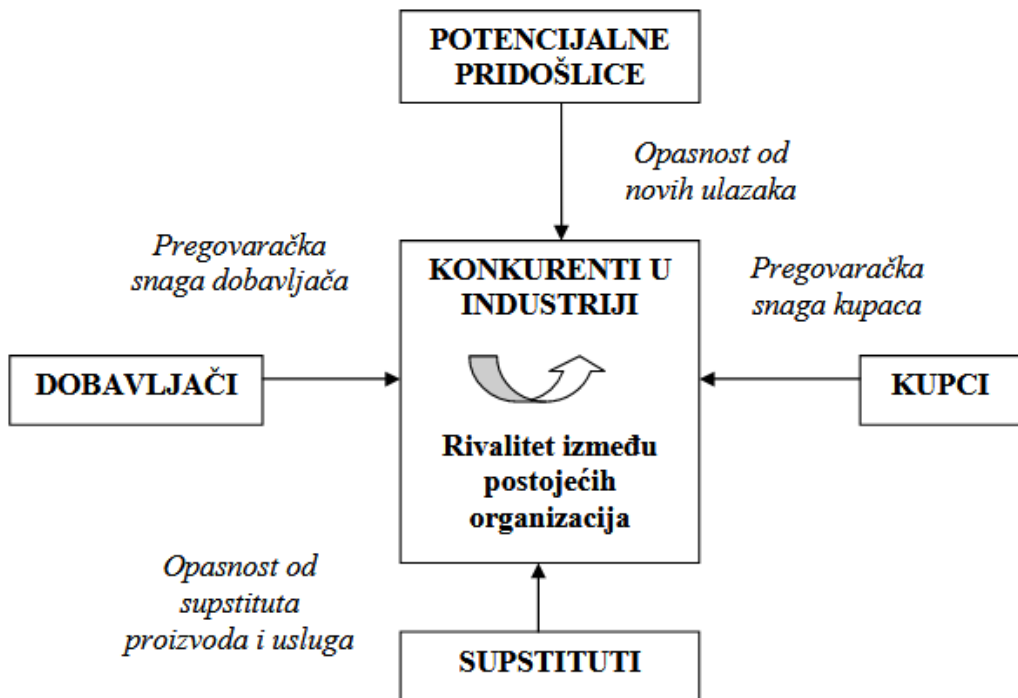 POTENCIJALNE
PRIDOŠLICE
Opasnost od
novih ulazaka
Pregovaračka
snaga dobavljača
KONKURENTI U
INDUSTRIJI
Pregovaračka
snaga kupaca
DOBAVLJAČI
KUPCI
Rivalitet između
postojećih
organizacija
Opasnost od
supstituta
proizvoda i usluga
SUPSTITUTI